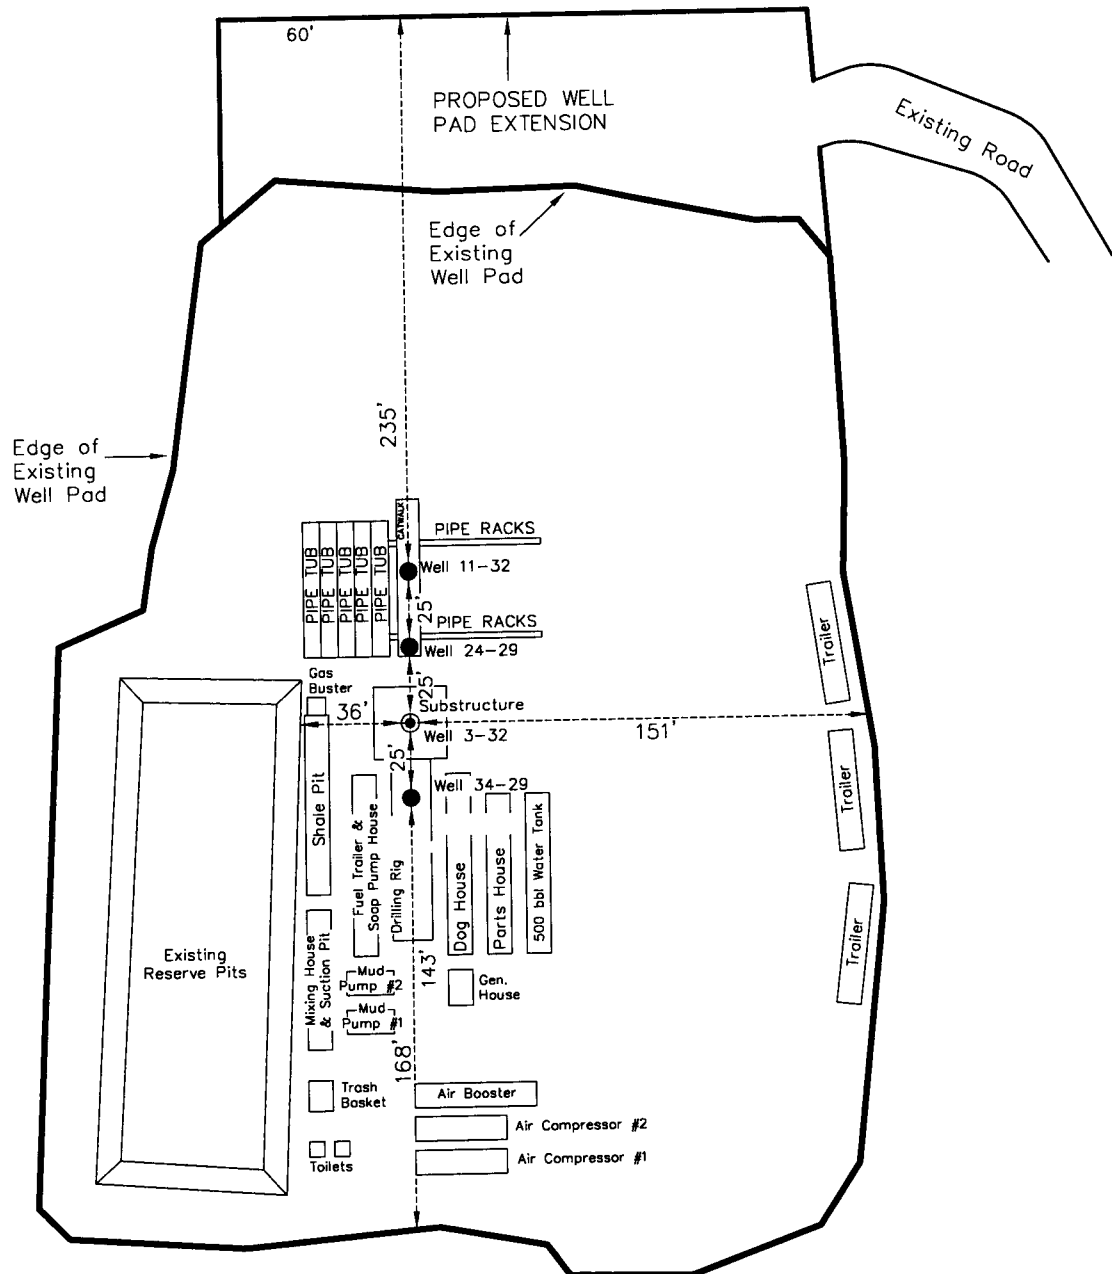 60'
PROPOSED WELL
PAD EXTENSION
Existing Road
Edge of
Existing
Well Pad
235'
Edge of
Existing
Well Pad
CATWALK
PIPE TUB
PIPE TUB
PIPE TUB
PIPE TUB
PIPE TUB
PIPE RACKS
Well 11-32
25'
PIPE RACKS
Well 24-29
Trailer
Gas
Buster
25'
Substructure
36'
Well 3-32
151'
25'
Well 34-29
Trailer
Shale Pit
Fuel Trailer &
Soap Pump House
Drilling Rig
Dog House
Parts House
500 bbl Water Tank
Trailer
Existing
Reserve Pits
Mixing House
& Suction Pit
Mud
Pump #2
143'
Gen.
House
Mud
Pump #1
168'
Trash
Basket
Air Booster
Air Compressor #2
Toilets
Air Compressor #1